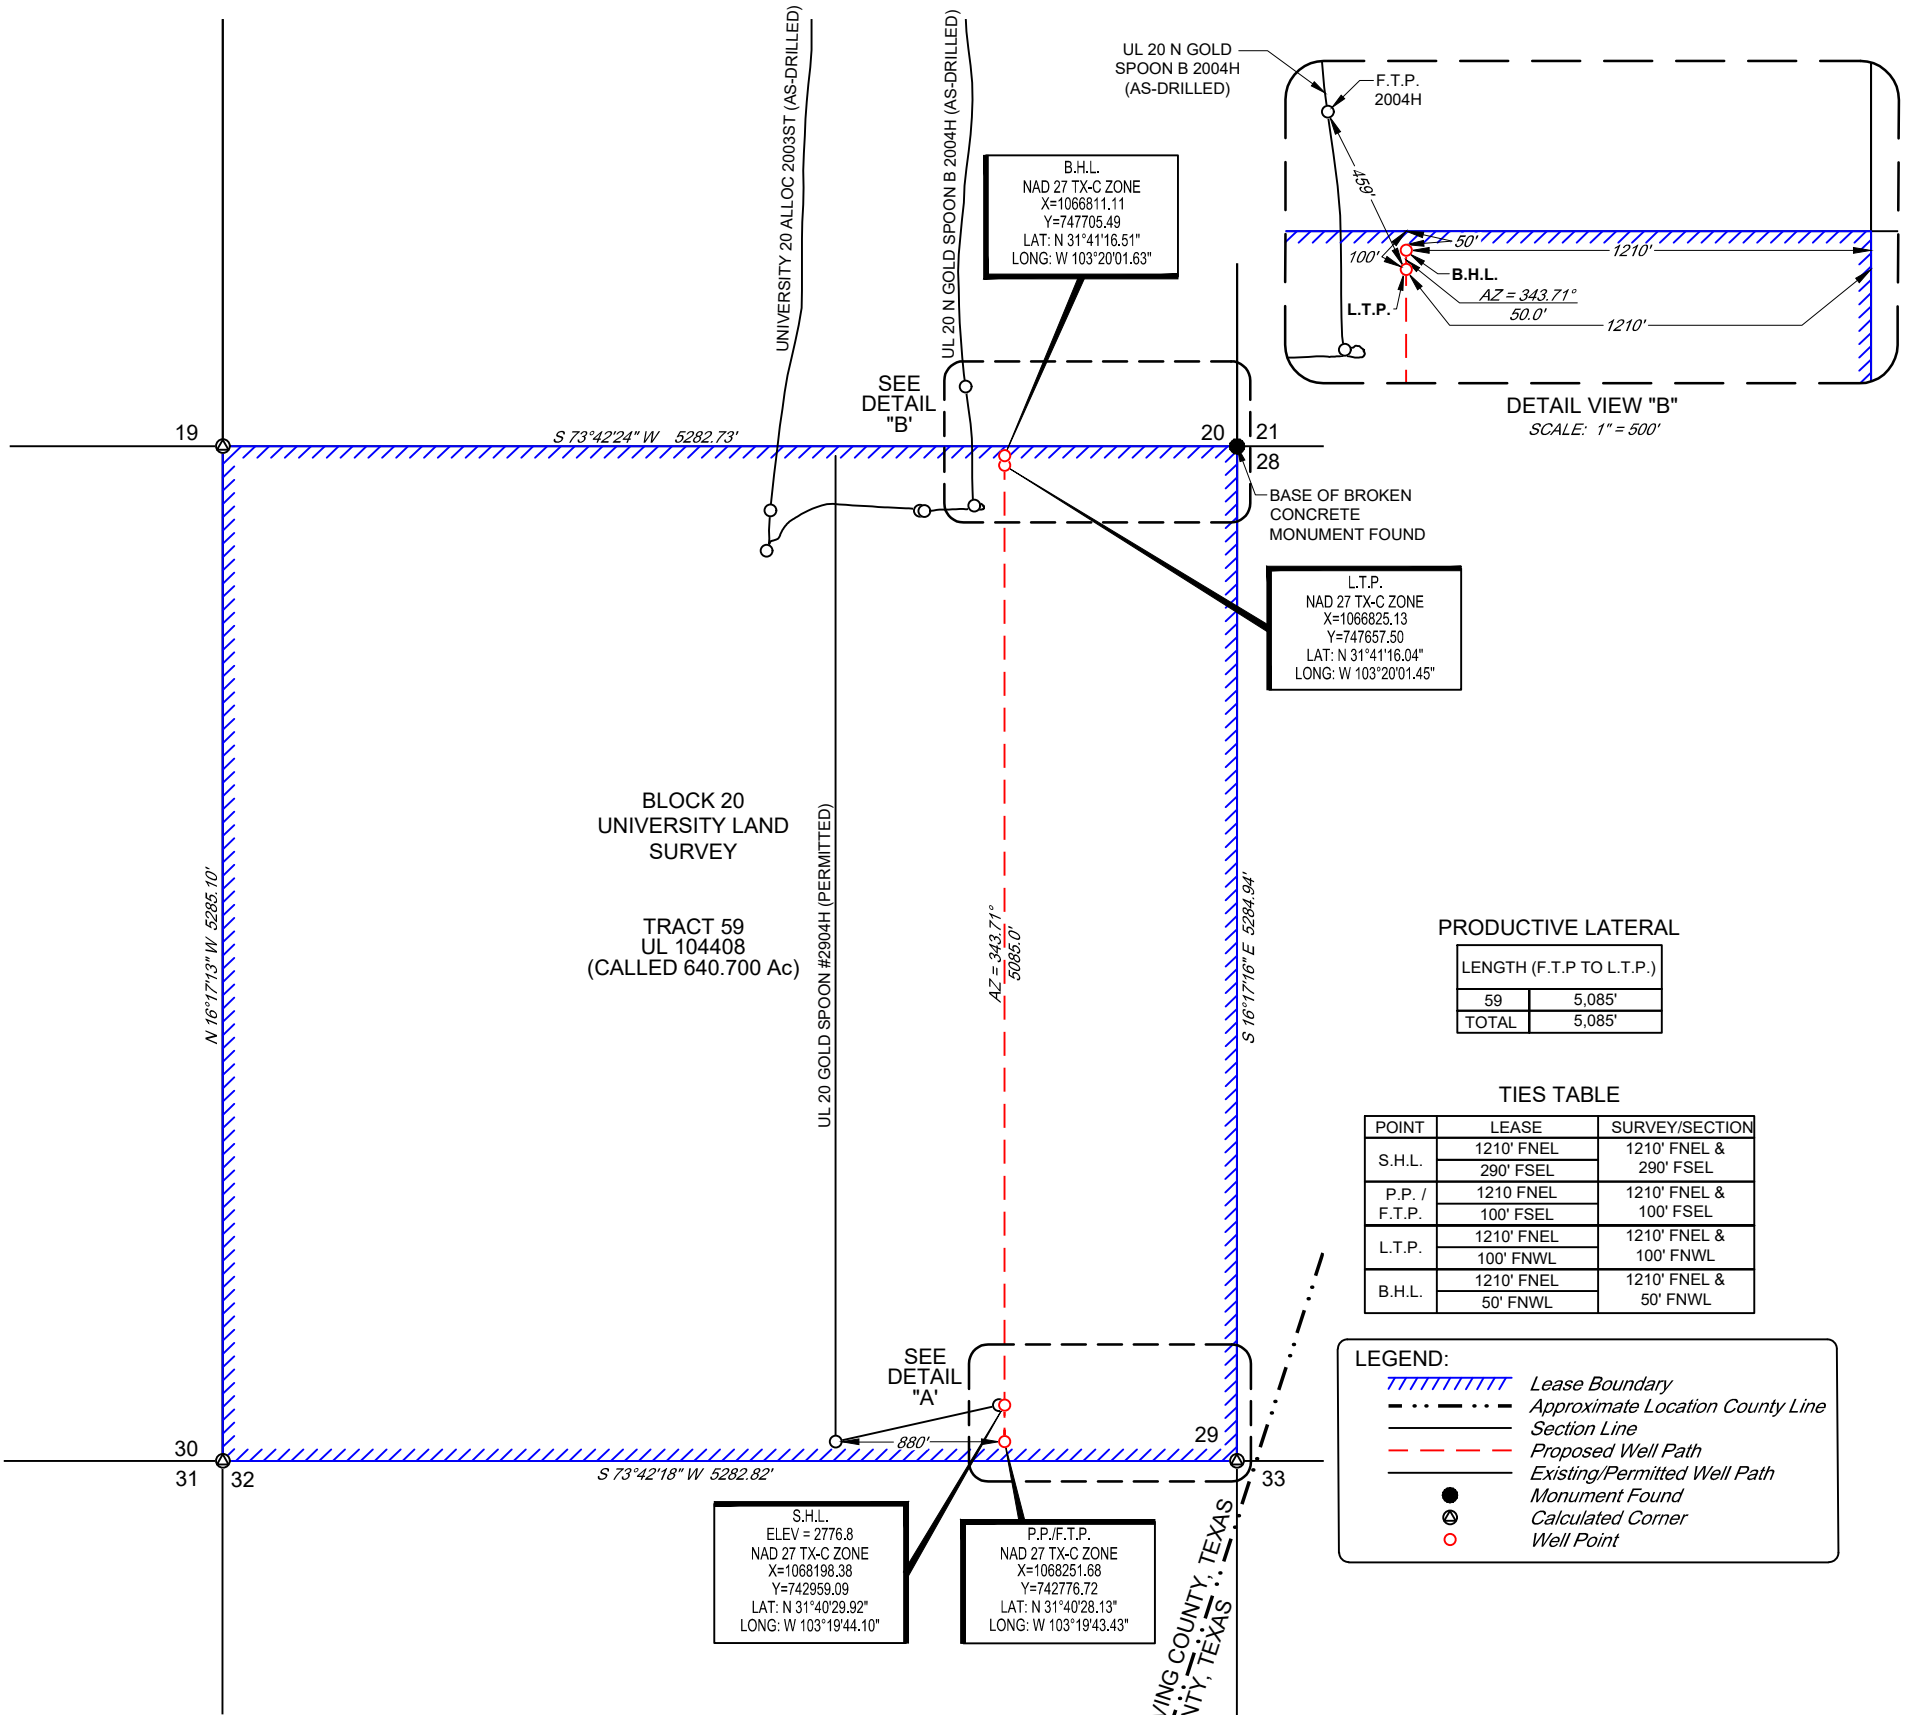 UNIVERSITY 20 ALLOC 2003ST (AS-DRILLED)
UL 20 N GOLD SPOON B 2004H (AS-DRILLED)
B.H.L.
NAD 27 TX-C ZONE
X=1066811.11
Y=747705.49
LAT: N 31°41'16.51"
LONG: W 103°20'01.63"
UL 20 N GOLD
SPOON B 2004H
(AS-DRILLED)
F.T.P.
2004H
459'
50'
100'
1210'
B.H.L.
AZ = 343.71°
50.0'
L.T.P.
1210'
DETAIL VIEW "B"
SCALE: 1" = 500'
SEE
DETAIL
"B'
19
S 73°42'24" W 5282.73'
20
21
28
BASE OF BROKEN
CONCRETE
MONUMENT FOUND
L.T.P.
NAD 27 TX-C ZONE
X=1066825.13
Y=747657.50
LAT: N 31°41'16.04"
LONG: W 103°20'01.45"
BLOCK 20
UNIVERSITY LAND
SURVEY
TRACT 59
UL 104408
(CALLED 640.700 Ac)
N 16°17'13" W 5285.10'
UL 20 GOLD SPOON #2904H (PERMITTED)
AZ = 343.71°
5085.0'
S 16°17'16" E 5284.94'
PRODUCTIVE LATERAL
LENGTH (F.T.P TO L.T.P.)
59 5,085'
TOTAL 5,085'
TIES TABLE
POINT LEASE SURVEY/SECTION
S.H.L. 1210' FNEL 1210' FNEL &
290' FSEL 290' FSEL
P.P. / 1210 FNEL 1210' FNEL &
F.T.P. 100' FSEL 100' FSEL
L.T.P. 1210' FNEL 1210' FNEL &
100' FNWL 100' FNWL
B.H.L. 1210' FNEL 1210' FNEL &
50' FNWL 50' FNWL
SEE
DETAIL
"A'
880'
30
31
32
S 73°42'18" W 5282.82'
29
33
S.H.L.
ELEV = 2776.8
NAD 27 TX-C ZONE
X=1068198.38
Y=742959.09
LAT: N 31°40'29.92"
LONG: W 103°19'44.10"
P.P./F.T.P.
NAD 27 TX-C ZONE
X=1068251.68
Y=742776.72
LAT: N 31°40'28.13"
LONG: W 103°19'43.43"
VING COUNTY, TEXAS
NTY, TEXAS
LEGEND:
Lease Boundary
Approximate Location County Line
Section Line
Proposed Well Path
Existing/Permitted Well Path
Monument Found
Calculated Corner
Well Point